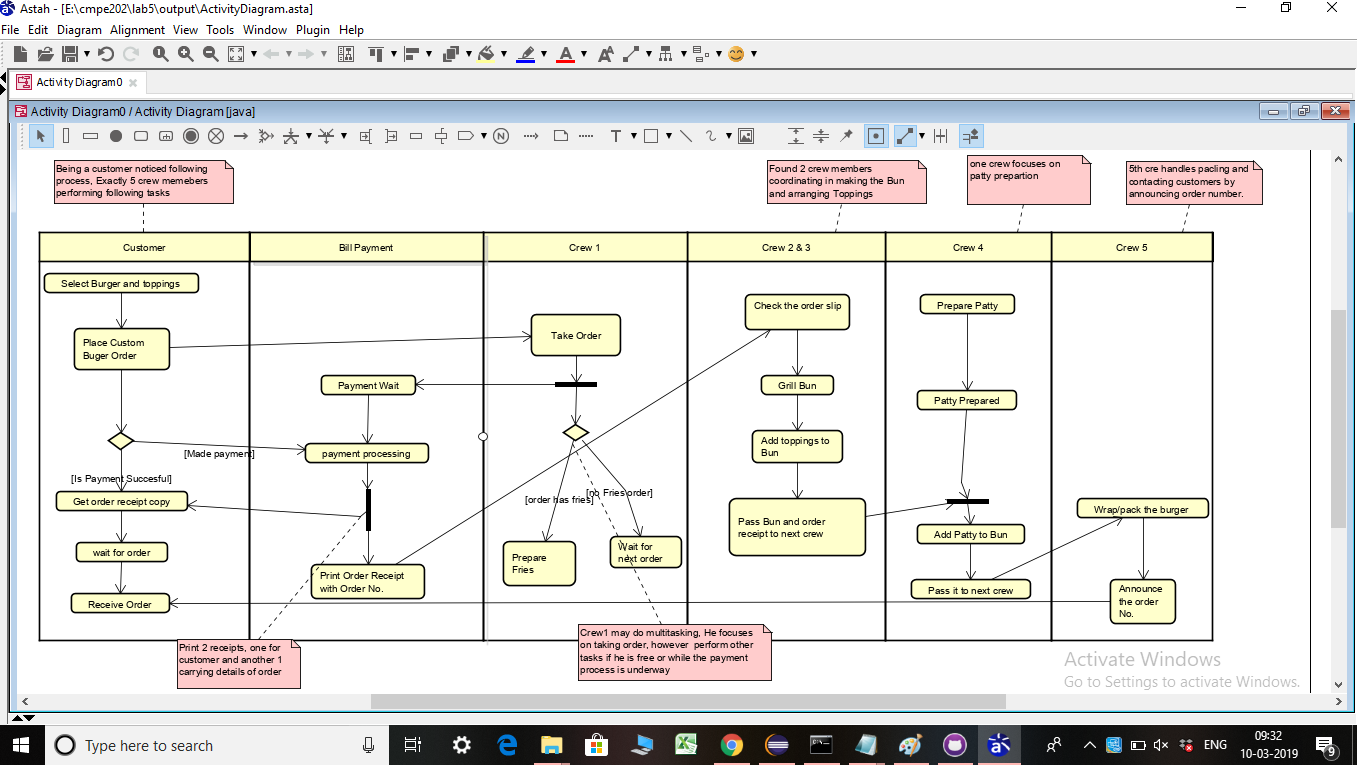 Astah - [E:\cmpe202\lab5\output\ActivityDiagram.asta]
File Edit Diagram Alignment View Tools Window Plugin Help
Activity Diagram0
Activity Diagram0 / Activity Diagram [java]
Being a customer noticed following
process, Exactly 5 crew memebers
performing following tasks
Found 2 crew members
coordinating in making the Bun
and arranging Toppings
one crew focuses on
patty prepartion
5th cre handles pacling and
contacting customers by
announcing order number.
Customer
Bill Payment
Crew 1
Crew 2 & 3
Crew 4
Crew 5
Select Burger and toppings
Place Custom
Buger Order
[Made payment]
[Is Payment Succesful]
Get order receipt copy
wait for order
Receive Order
Payment Wait
payment processing
Print Order Receipt
with Order No.
Take Order
[order has fries]
[no Fries order]
Prepare
Fries
Wait for
next order
Check the order slip
Grill Bun
Add toppings to
Bun
Pass Bun and order
receipt to next crew
Prepare Patty
Patty Prepared
Add Patty to Bun
Pass it to next crew
Wrap/pack the burger
Announce
the order
No.
Print 2 receipts, one for
customer and another 1
carrying details of order
Crew1 may do multitasking, He focuses
on taking order, however perform other
tasks if he is free or while the payment
process is underway
Activate Windows
Go to Settings to activate Windows.
Type here to search
ENG
09:32
10-03-2019
9